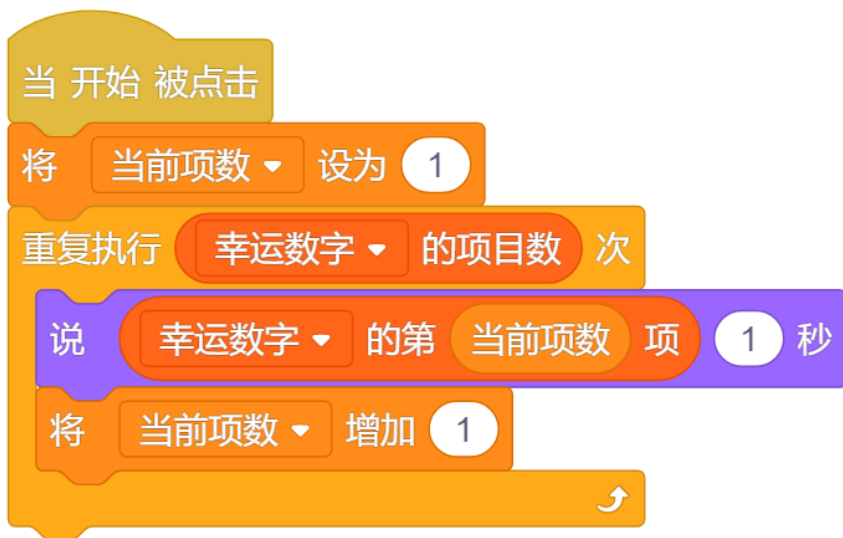 当 开始 被点击
将 当前项数 设为 1
重复执行 幸运数字 的项目数 次
说 幸运数字 的第 当前项数 项 1 秒
将 当前项数 增加 1